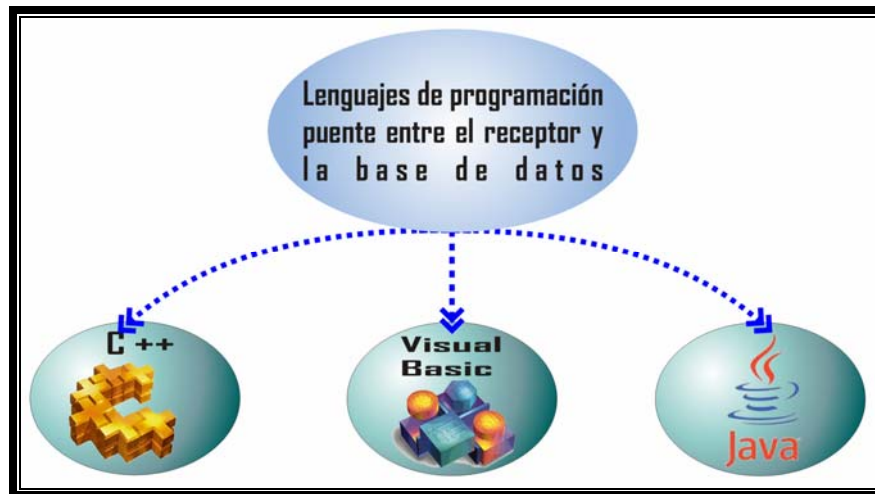 Lenguajes de programación
puente entre el receptor y
la base de datos
C ++
Visual
Basic
Java